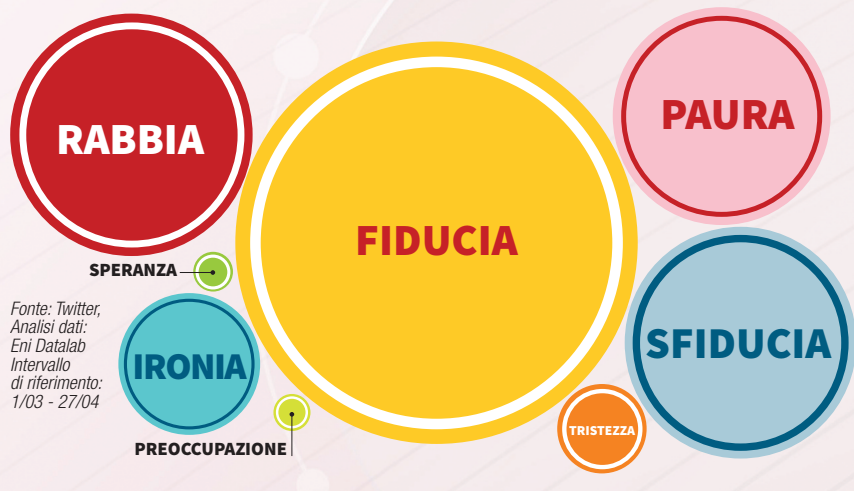 RABBIA
PAURA
FIDUCIA
SPERANZA
Fonte: Twitter,
Analisi dati:
Eni Datalab
Intervallo
di riferimento:
1/03 - 27/04
IRONIA
SFIDUCIA
TRISTEZZA
PREOCCUPAZIONE